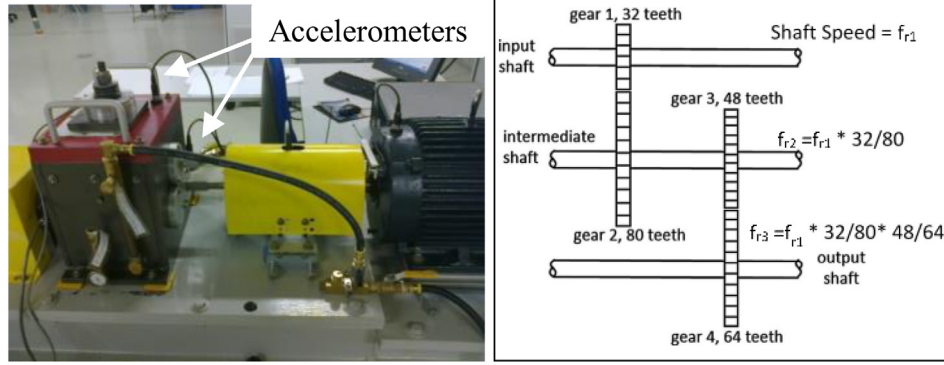 Accelerometers
gear 1, 32 teeth
Shaft Speed = fr1
input
shaft
gear 3, 48 teeth
intermediate
shaft
fr2 =fr1 * 32/80
gear 2, 80 teeth
fr3 =fr1 * 32/80* 48/64
output
shaft
gear 4, 64 teeth